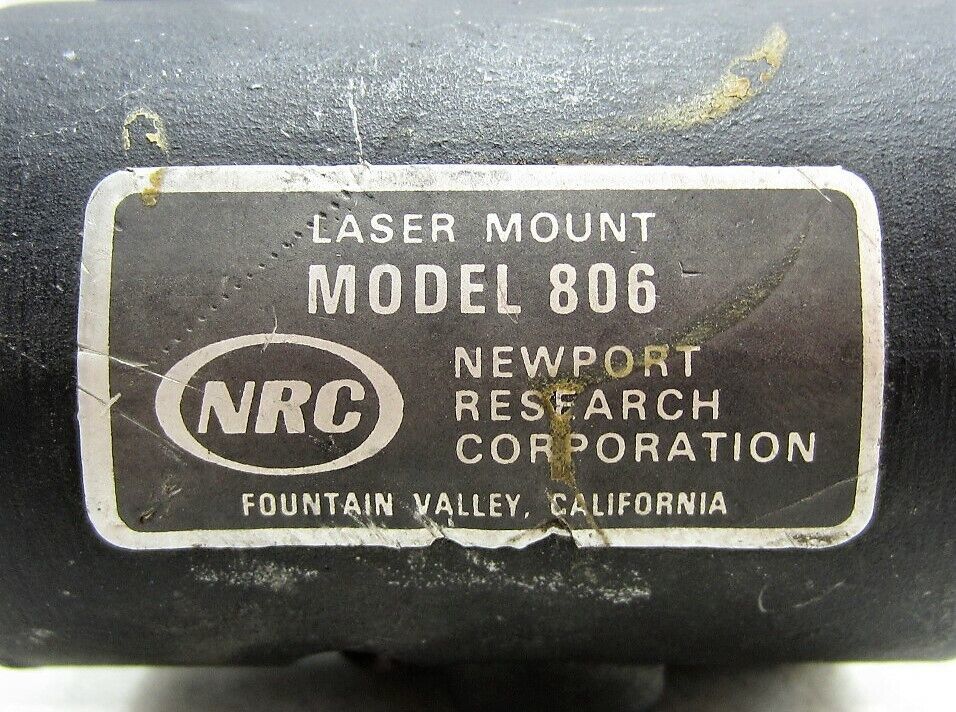 LASER MOUNT
MODEL 806
NRC
NEWPORT
RESEARCH
CORPORATION
FOUNTAIN VALLEY, CALIFORNIA